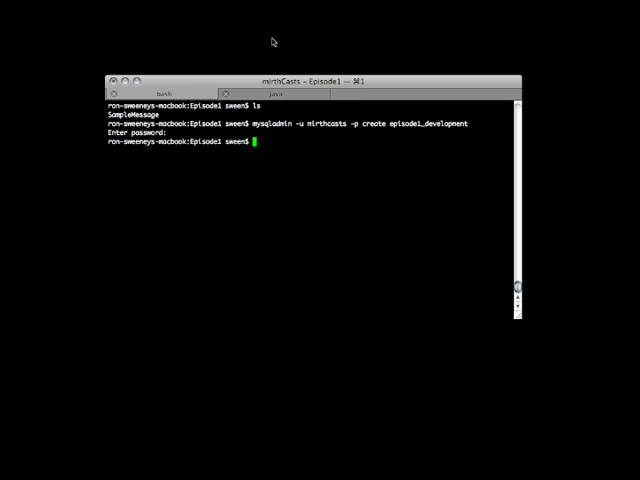 mirthCasts – Episode1 — ⌘1
bash java
ron-sweeneys-macbook:Episode1 sween$ ls
SampleMessage
ron-sweeneys-macbook:Episode1 sween$ mysqladmin -u mirthcasts -p create episode1_development
Enter password:
ron-sweeneys-macbook:Episode1 sween$